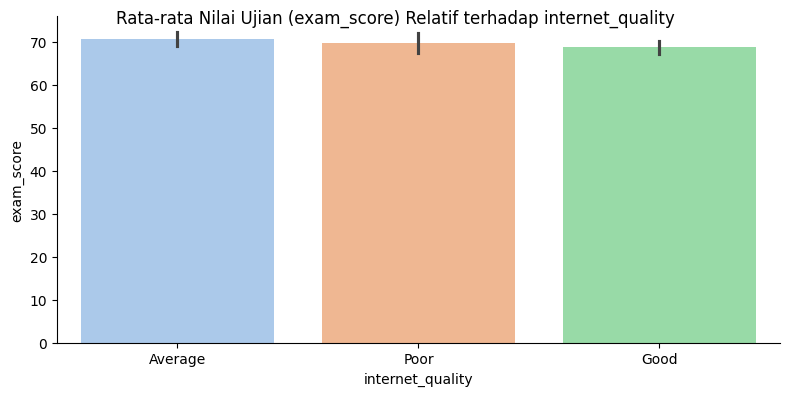 Rata-rata Nilai Ujian (exam_score) Relatif terhadap internet_quality
exam_score
70
60
50
40
30
20
10
0
Average
Poor
Good
internet_quality